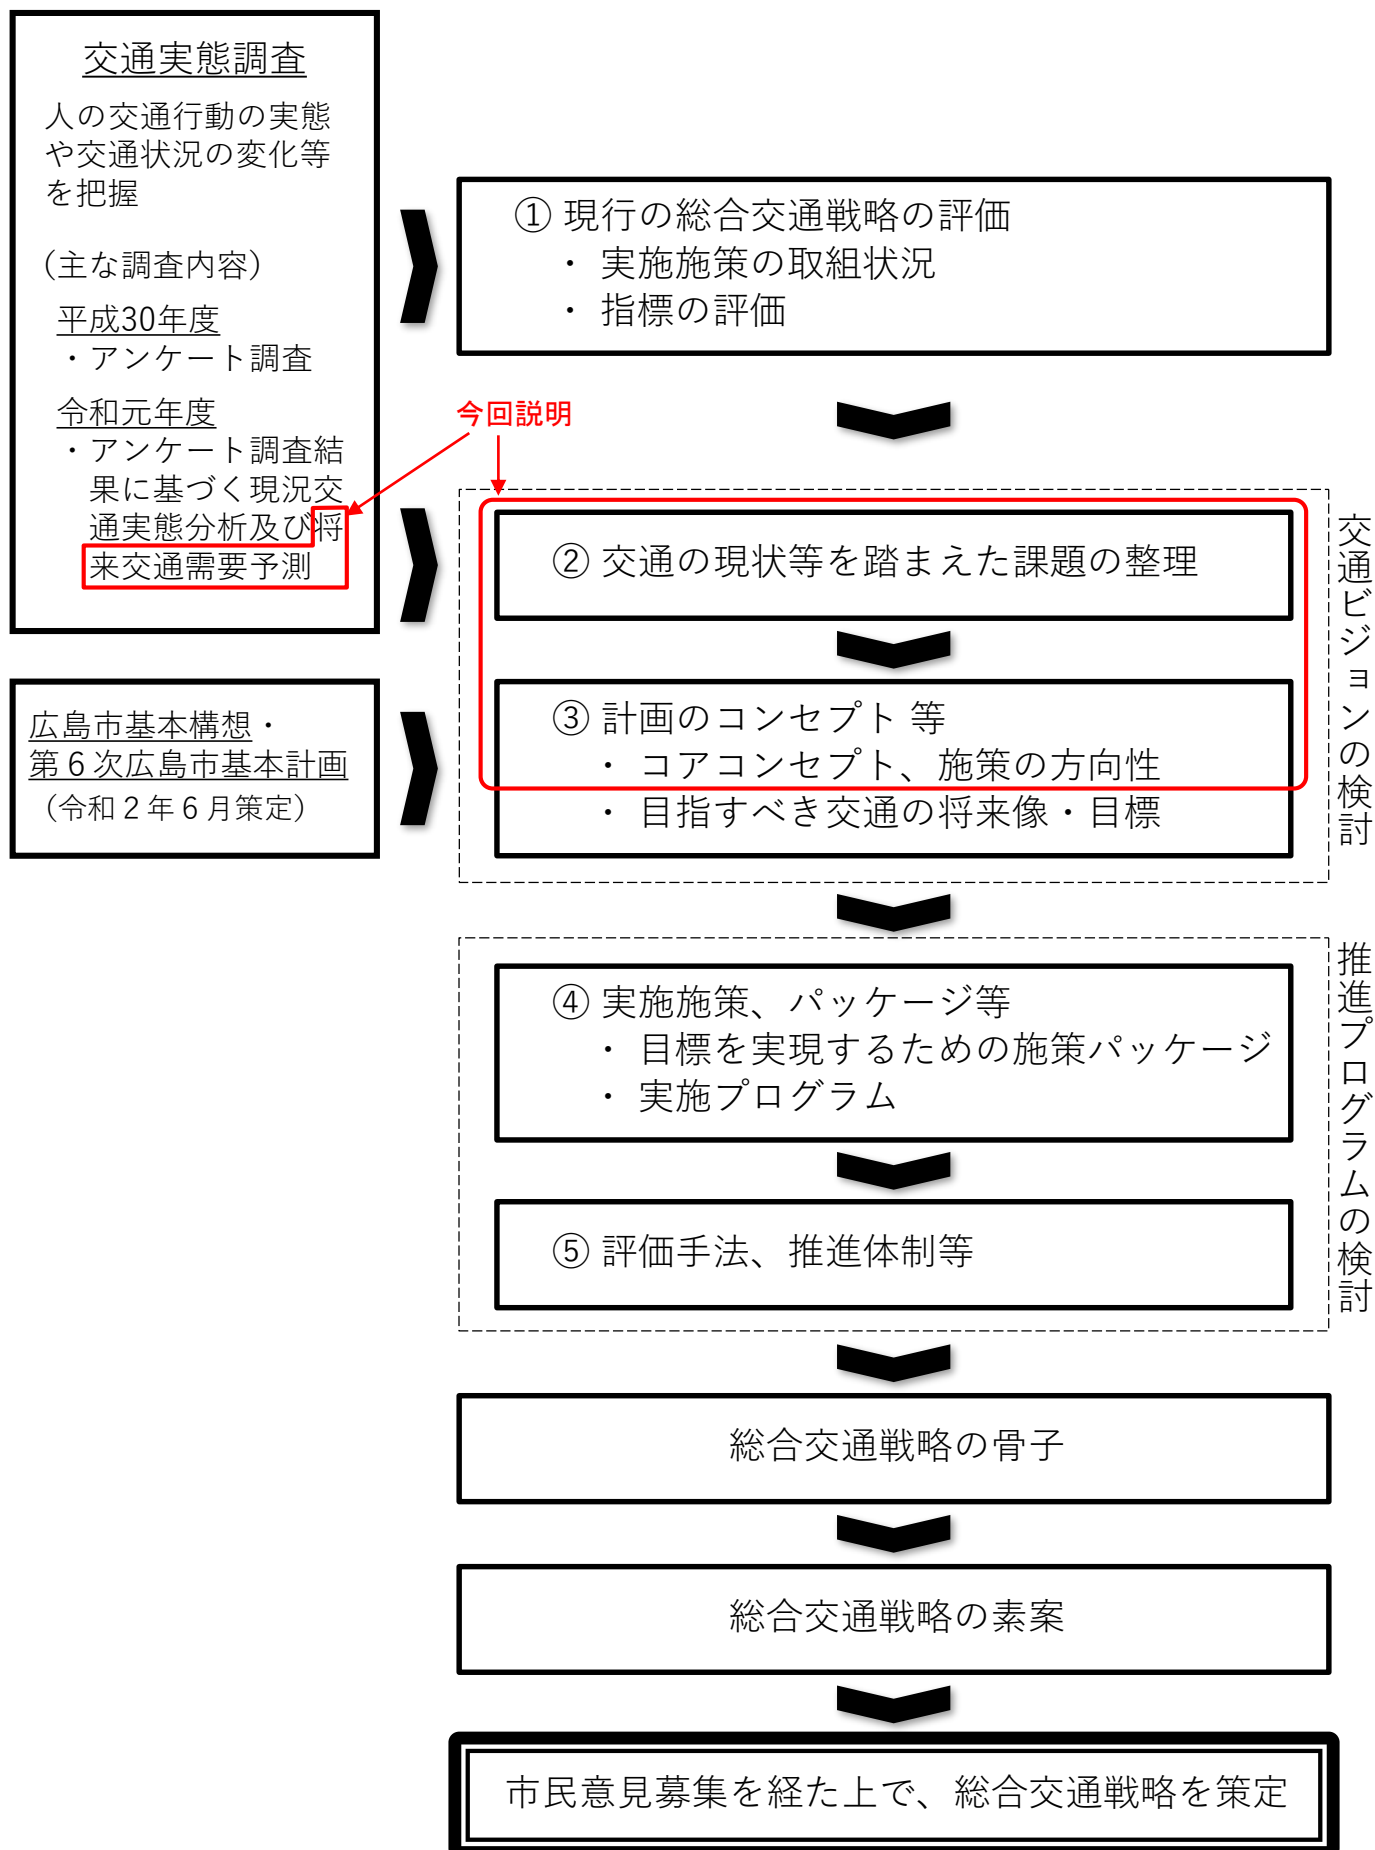 交通実態調査
人の交通行動の実態
や交通状況の変化等
を把握
（主な調査内容）
平成30年度
・アンケート調査
令和元年度
・アンケート調査結
果に基づく現況交
通実態分析及び将
来交通需要予測
広島市基本構想・
第６次広島市基本計画
（令和２年６月策定）
① 現行の総合交通戦略の評価
・ 実施施策の取組状況
・ 指標の評価
今回説明
② 交通の現状等を踏まえた課題の整理
③ 計画のコンセプト 等
・ コアコンセプト、施策の方向性
・ 目指すべき交通の将来像・目標
交通ビジョンの検討
④ 実施施策、パッケージ等
・ 目標を実現するための施策パッケージ
・ 実施プログラム
⑤ 評価手法、推進体制等
推進プログラムの検討
総合交通戦略の骨子
総合交通戦略の素案
市民意見募集を経た上で、総合交通戦略を策定